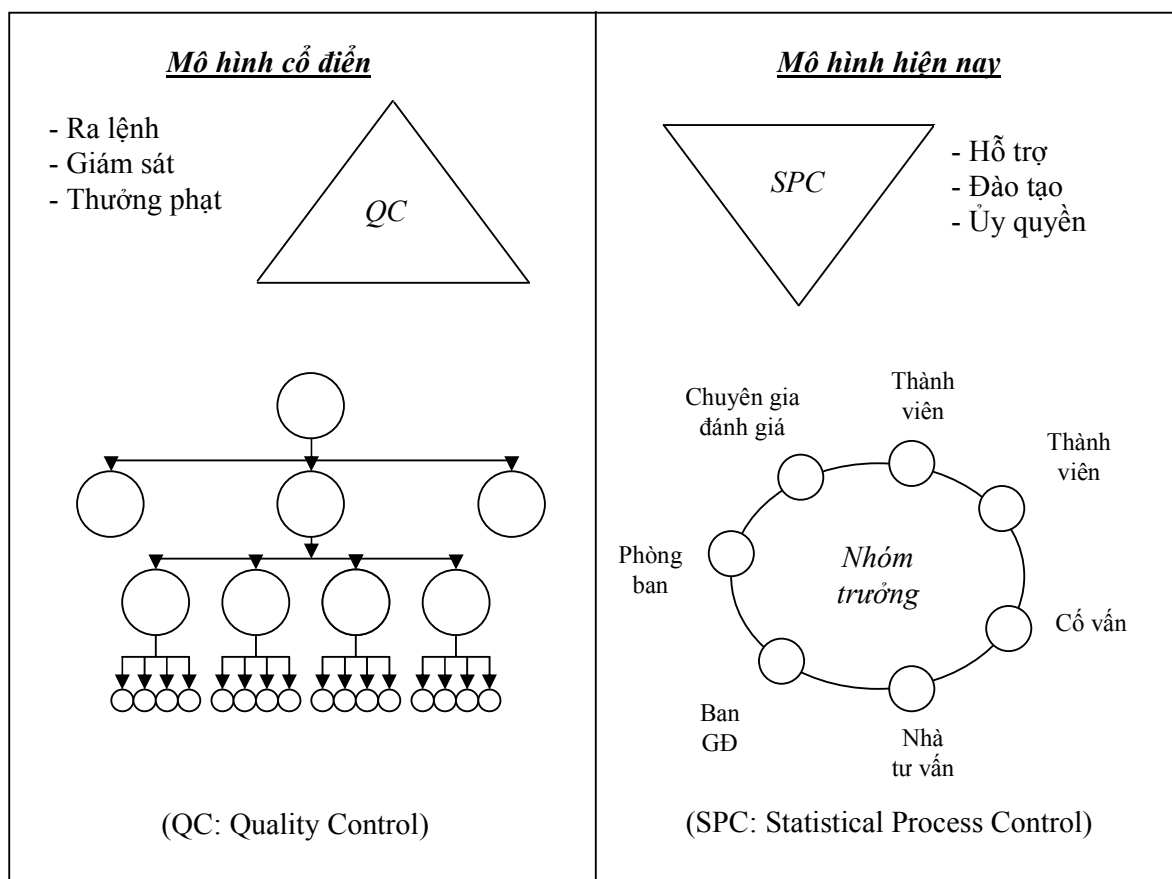 Mô hình cổ điển
- Ra lệnh
- Giám sát
- Thưởng phạt
QC
(QC: Quality Control)
Mô hình hiện nay
SPC
- Hỗ trợ
- Đào tạo
- Ủy quyền
Chuyên gia
đánh giá
Thành
viên
Thành
viên
Phòng
ban
Nhóm
trưởng
Cố vấn
Ban
GĐ
Nhà
tư vấn
(SPC: Statistical Process Control)